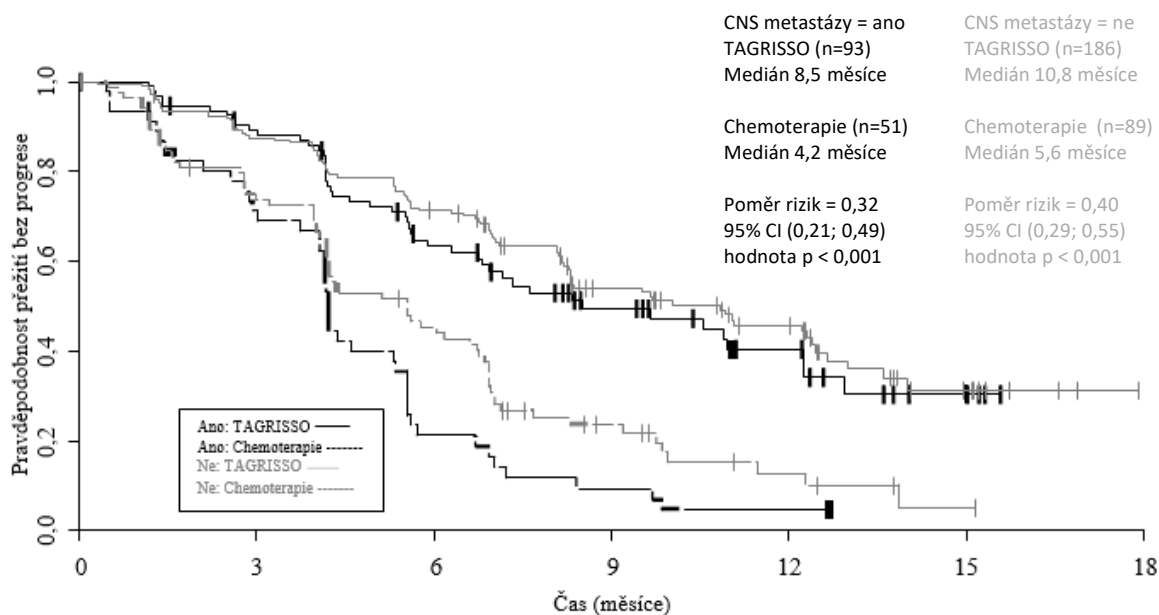 CNS metastázy = ano
TAGRISSO (n=93)
Medián 8,5 měsíce
Chemoterapie (n=51)
Medián 4,2 měsíce
Poměr rizik = 0,32
95% CI (0,21; 0,49)
hodnota p < 0,001
CNS metastázy = ne
TAGRISSO (n=186)
Medián 10,8 měsíce
Chemoterapie (n=89)
Medián 5,6 měsíce
Poměr rizik = 0,40
95% CI (0,29; 0,55)
hodnota p < 0,001
Pravděpodobnost přežití bez progrese
1,0
0,8
0,6
0,4
0,2
0,0
Ano: TAGRISSO
Ano: Chemoterapie
Ne: TAGRISSO
Ne: Chemoterapie
0
3
6
9
12
15
18
Čas (měsíce)